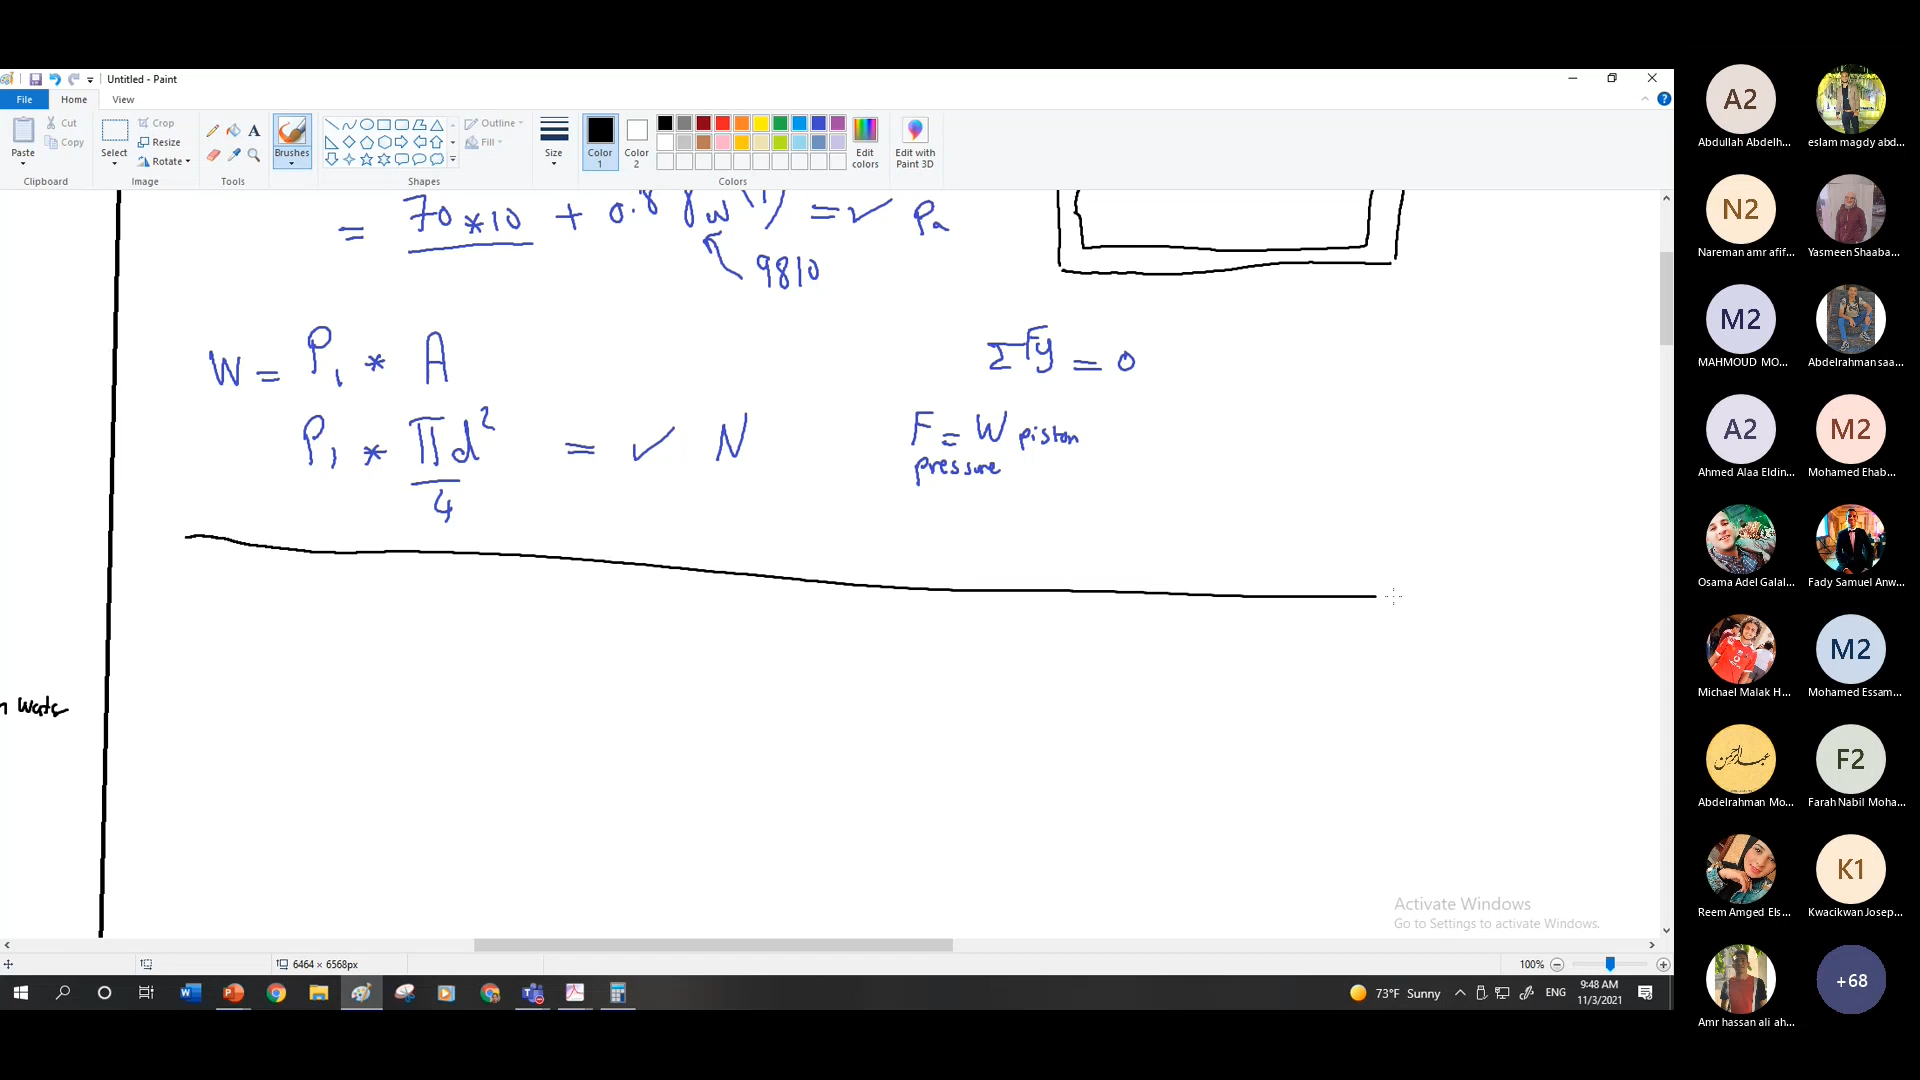 Untitled - Paint
File Home View
Paste
Cut
Copy
Clipboard
Select
Crop
Resize
Rotate
Image
Tools
Brushes
Shapes
Outline
Fill
Size
Color 1
Color 2
Colors
Edit colors
Edit with Paint 3D
= 70*10 + 0.8 γw (1) = ✓ Pa
9810
W = P1 * A
P1 * πd²/4 = ✓ N
ΣFy = 0
F pressure = W piston
Activate Windows
Go to Settings to activate Windows.
6464 × 6568px
100%
73°F Sunny
ENG
9:48 AM
11/3/2021
A2
Abdullah Abdelh...
eslam magdy abd...
N2
Nareman amr afif...
Yasmeen Shaaba...
M2
MAHMOUD MO...
Abdelrahman saa...
A2
Ahmed Alaa Eldin...
M2
Mohamed Ehab...
Osama Adel Galal...
Fady Samuel Anw...
Michael Malak H...
M2
Mohamed Essam...
عبدالرحمن
Abdelrahman Mo...
F2
Farah Nabil Moha...
Reem Amged Els...
K1
Kwacikwan Josep...
Amr hassan ali ah...
+68